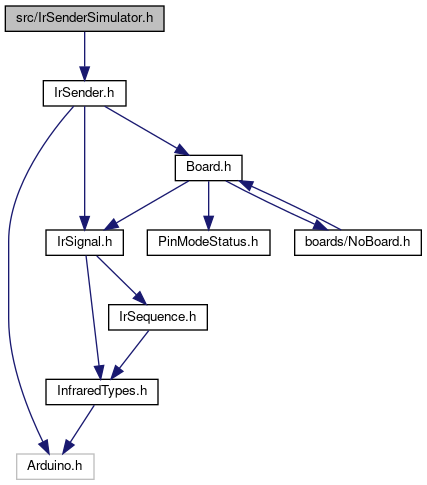 src/IrSenderSimulator.h
IrSender.h
Board.h
IrSignal.h
PinModeStatus.h
boards/NoBoard.h
IrSequence.h
InfraredTypes.h
Arduino.h